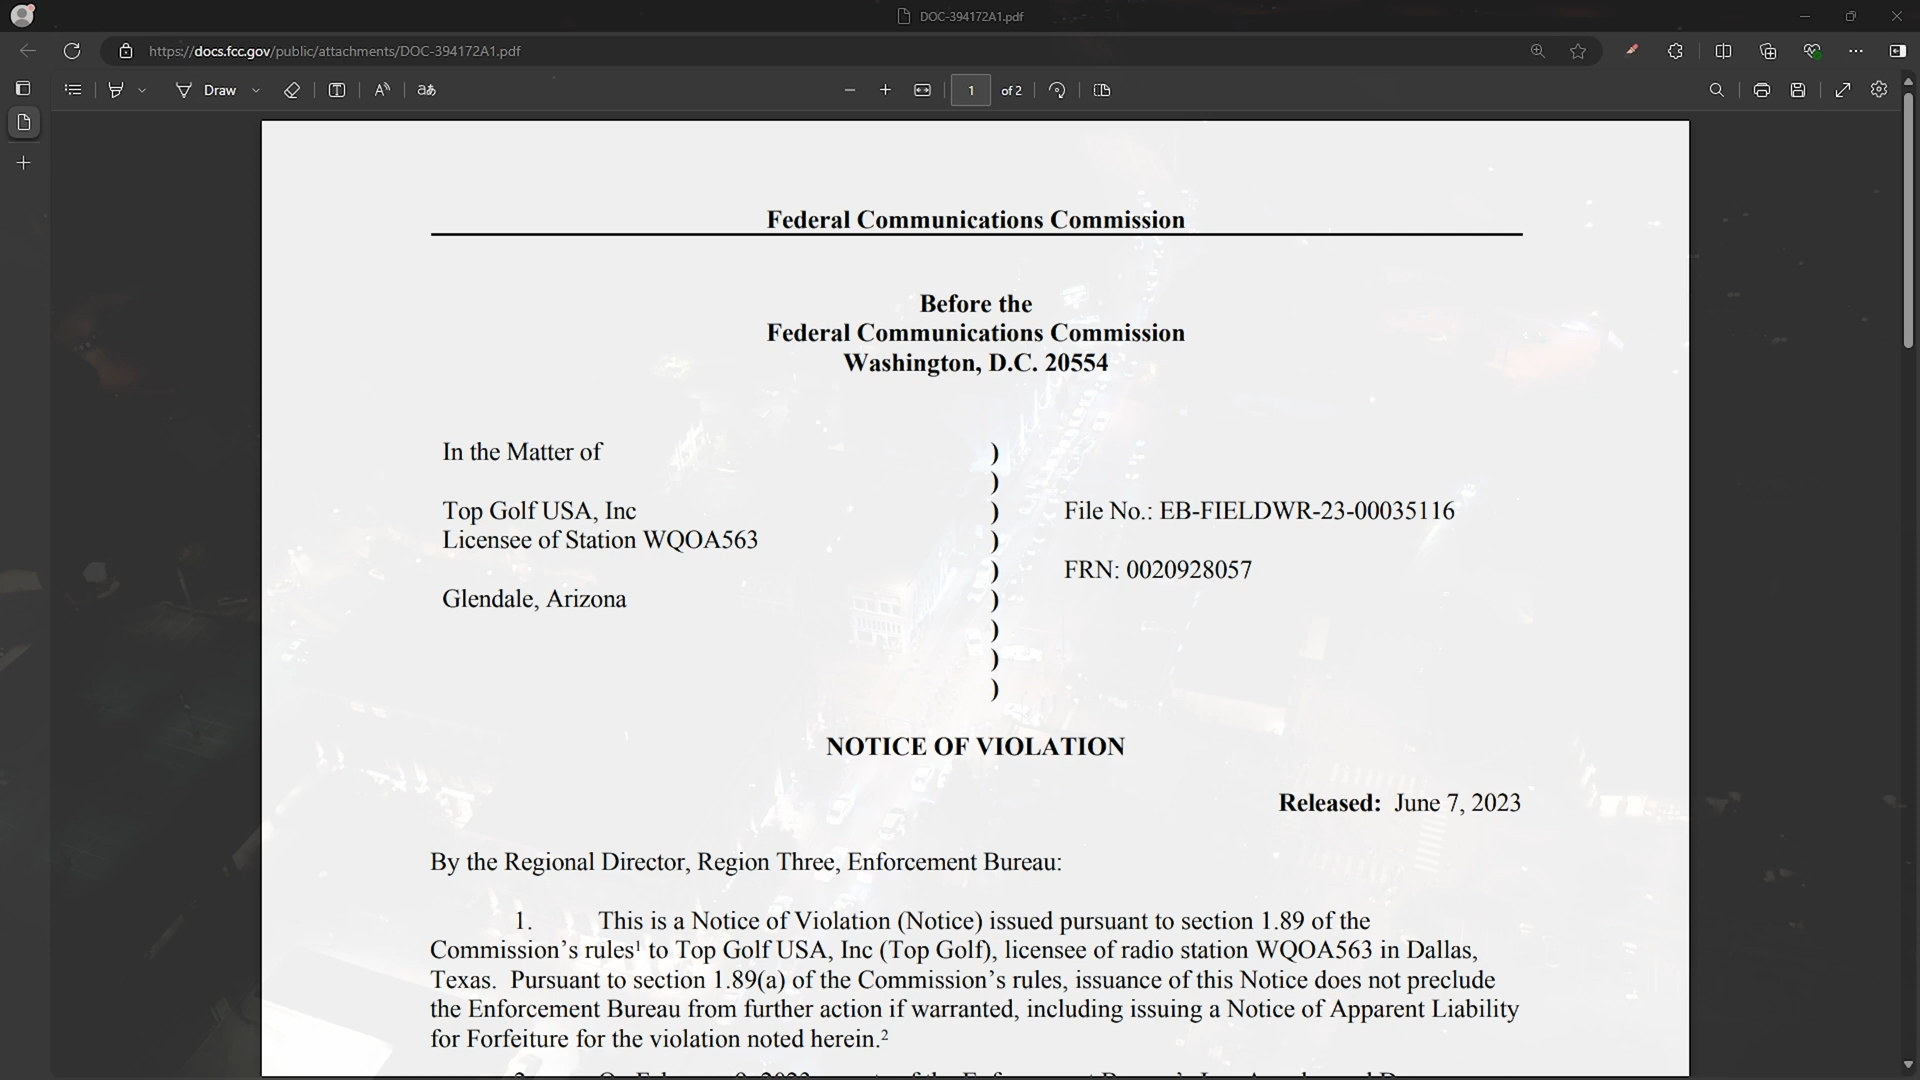 DOC-394172A1.pdf
https://docs.fcc.gov/public/attachments/DOC-394172A1.pdf
Draw
1 of 2
Federal Communications Commission
Before the
Federal Communications Commission
Washington, D.C. 20554
In the Matter of )
)
Top Golf USA, Inc ) File No.: EB-FIELDWR-23-00035116
Licensee of Station WQOA563 )
) FRN: 0020928057
Glendale, Arizona )
)
)
)
NOTICE OF VIOLATION
Released: June 7, 2023
By the Regional Director, Region Three, Enforcement Bureau:
1. This is a Notice of Violation (Notice) issued pursuant to section 1.89 of the
Commission’s rules¹ to Top Golf USA, Inc (Top Golf), licensee of radio station WQOA563 in Dallas,
Texas. Pursuant to section 1.89(a) of the Commission’s rules, issuance of this Notice does not preclude
the Enforcement Bureau from further action if warranted, including issuing a Notice of Apparent Liability
for Forfeiture for the violation noted herein.²